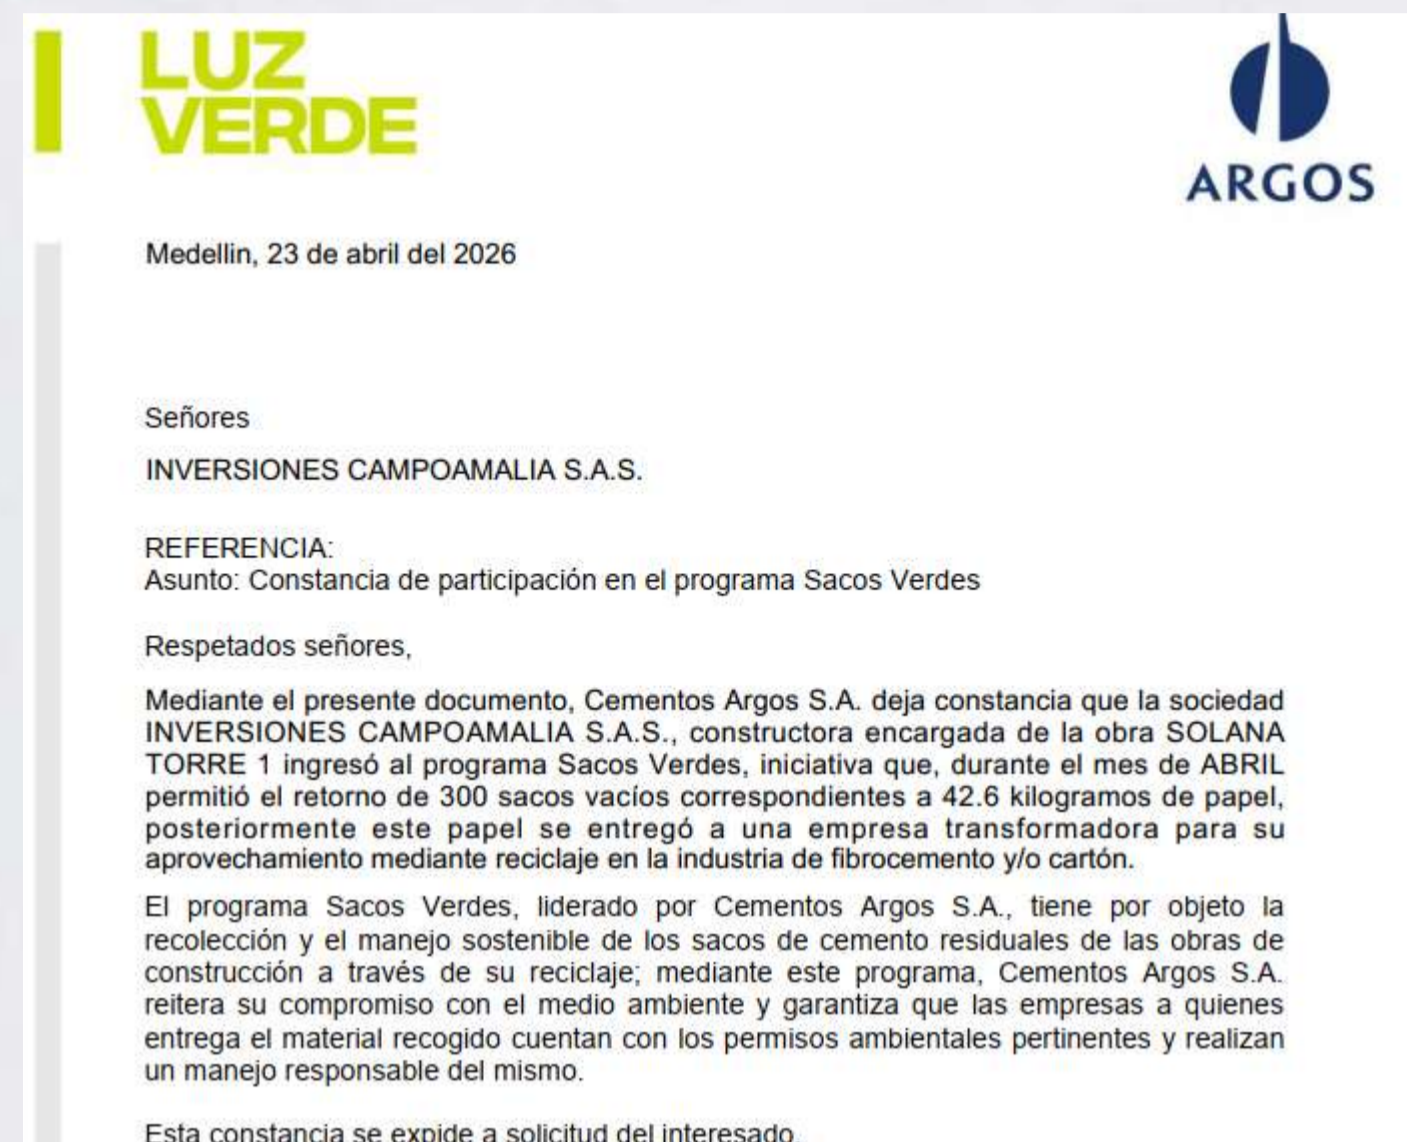 LUZ
VERDE
ARGOS
Medellin, 23 de abril del 2026
Señores
INVERSIONES CAMPOAMALIA S.A.S.
REFERENCIA:
Asunto: Constancia de participación en el programa Sacos Verdes
Respetados señores,
Mediante el presente documento, Cementos Argos S.A. deja constancia que la sociedad
INVERSIONES CAMPOAMALIA S.A.S., constructora encargada de la obra SOLANA
TORRE 1 ingresó al programa Sacos Verdes, iniciativa que, durante el mes de ABRIL
permitió el retorno de 300 sacos vacíos correspondientes a 42.6 kilogramos de papel,
posteriormente este papel se entregó a una empresa transformadora para su
aprovechamiento mediante reciclaje en la industria de fibrocemento y/o cartón.
El programa Sacos Verdes, liderado por Cementos Argos S.A., tiene por objeto la
recolección y el manejo sostenible de los sacos de cemento residuales de las obras de
construcción a través de su reciclaje; mediante este programa, Cementos Argos S.A.
reitera su compromiso con el medio ambiente y garantiza que las empresas a quienes
entrega el material recogido cuentan con los permisos ambientales pertinentes y realizan
un manejo responsable del mismo.
Esta constancia se expide a solicitud del interesado.